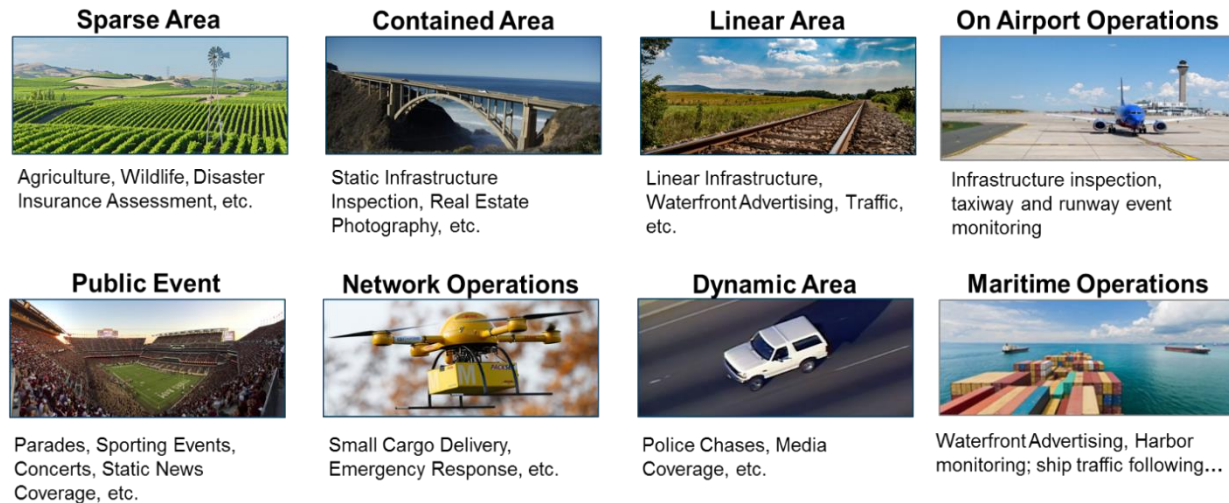 Sparse Area
Contained Area
Linear Area
On Airport Operations
Agriculture, Wildlife, Disaster
Insurance Assessment, etc.
Static Infrastructure
Inspection, Real Estate
Photography, etc.
Linear Infrastructure,
Waterfront Advertising, Traffic,
etc.
Infrastructure inspection,
taxiway and runway event
monitoring
Public Event
Network Operations
Dynamic Area
Maritime Operations
M
Parades, Sporting Events,
Concerts, Static News
Coverage, etc.
Small Cargo Delivery,
Emergency Response, etc.
Police Chases, Media
Coverage, etc.
Waterfront Advertising, Harbor
monitoring; ship traffic following…